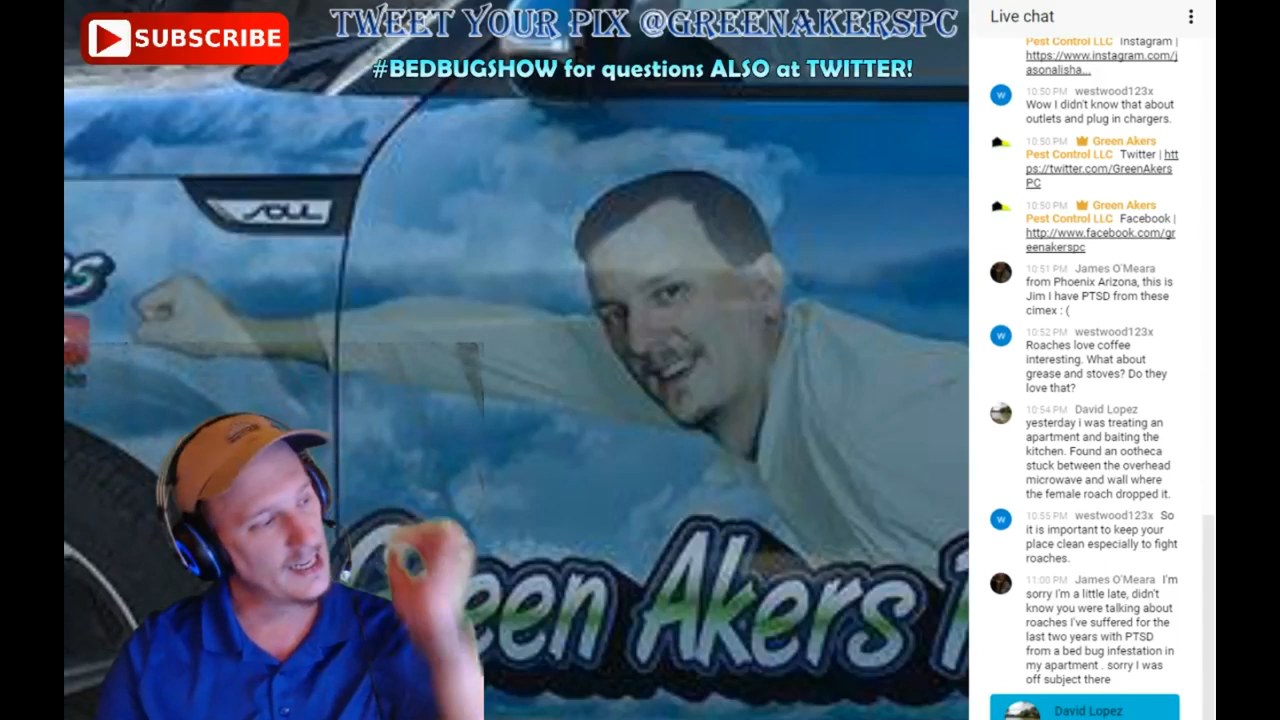 SUBSCRIBE
TWEET YOUR PIX @GREENAKERSPC
#BEDBUGSHOW for questions ALSO at TWITTER!
SOUL
een Akers
Live chat
Pest Control LLC Instagram |
https://www.instagram.com/j
asonalisha...
W
10:50 PM westwood123x
Wow I didn't know that about
outlets and plug in chargers.
10:50 PM Green Akers
Pest Control LLC Twitter | htt
ps://twitter.com/GreenAkers
PC
10:50 PM Green Akers
Pest Control LLC Facebook |
http://www.facebook.com/gr
eenakerspc
10:51 PM James O'Meara
from Phoenix Arizona, this is
Jim I have PTSD from these
cimex : (
W
10:52 PM westwood123x
Roaches love coffee
interesting. What about
grease and stoves? Do they
love that?
10:54 PM David Lopez
yesterday i was treating an
apartment and baiting the
kitchen. Found an ootheca
stuck between the overhead
microwave and wall where
the female roach dropped it.
W
10:55 PM westwood123x So
it is important to keep your
place clean especially to fight
roaches.
11:00 PM James O'Meara I'm
sorry I'm a little late, didn't
know you were talking about
roaches I've suffered for the
last two years with PTSD
from a bed bug infestation in
my apartment . sorry I was
off subject there
David Lopez